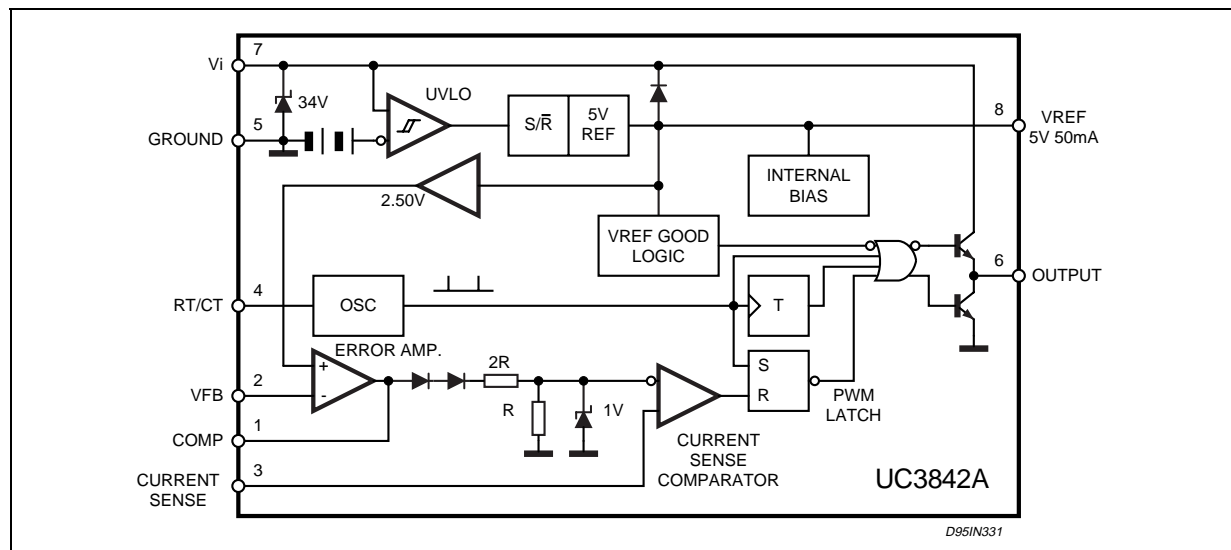 7
Vi
34V
UVLO
5
GROUND
S/R̅
5V
REF
8
VREF
5V 50mA
INTERNAL
BIAS
2.50V
VREF GOOD
LOGIC
6
OUTPUT
4
RT/CT
OSC
T
ERROR AMP.
2R
+
-
2
VFB
R
1V
S
R
PWM
LATCH
1
COMP
3
CURRENT
SENSE
CURRENT
SENSE
COMPARATOR
UC3842A
D95IN331